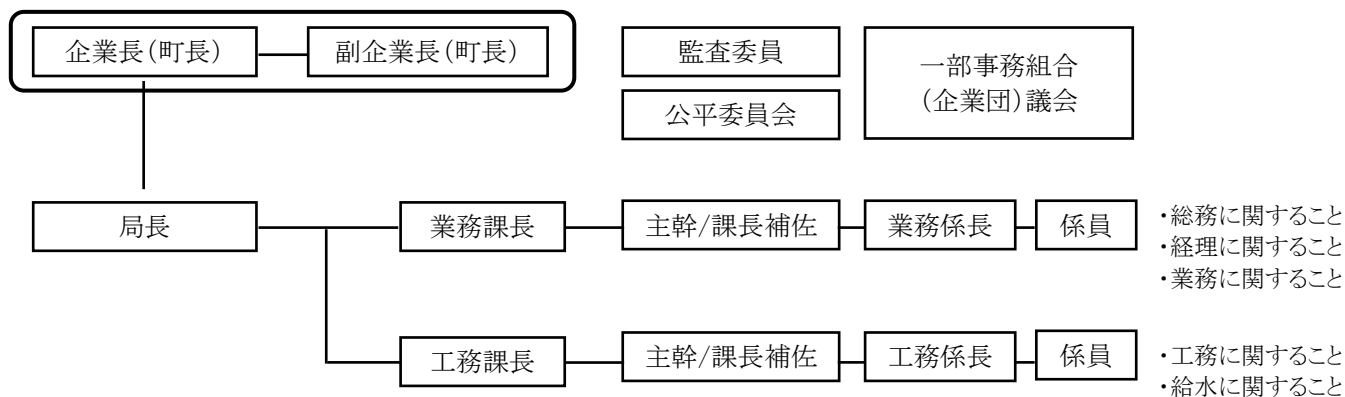 企業長(町長)
副企業長(町長)
監査委員
公平委員会
一部事務組合
(企業団)議会
局長
業務課長
主幹/課長補佐
業務係長
係員
・総務に関すること
・経理に関すること
・業務に関すること
工務課長
主幹/課長補佐
工務係長
係員
・工務に関すること
・給水に関すること